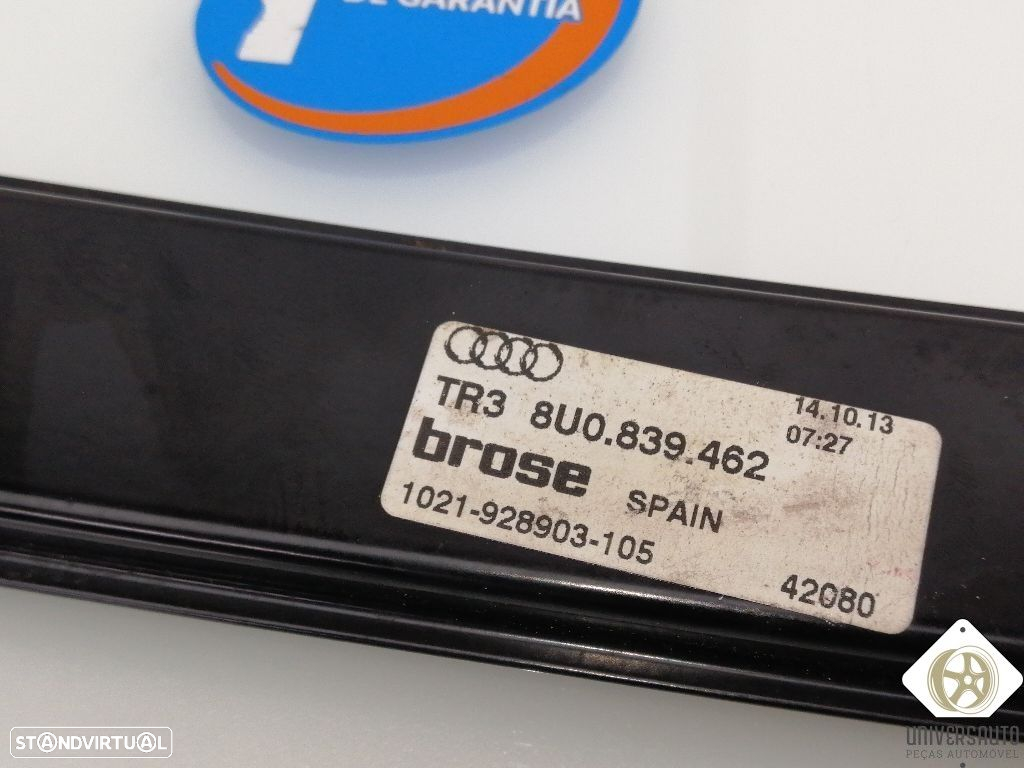 DE GARANTIA
TR3 8U0.839.462
14.10.13
07:27
brose SPAIN
1021-928903-105
42080
STANDVIRTUAL
UNIVERSAUTO
PEÇAS AUTOMÓVEL